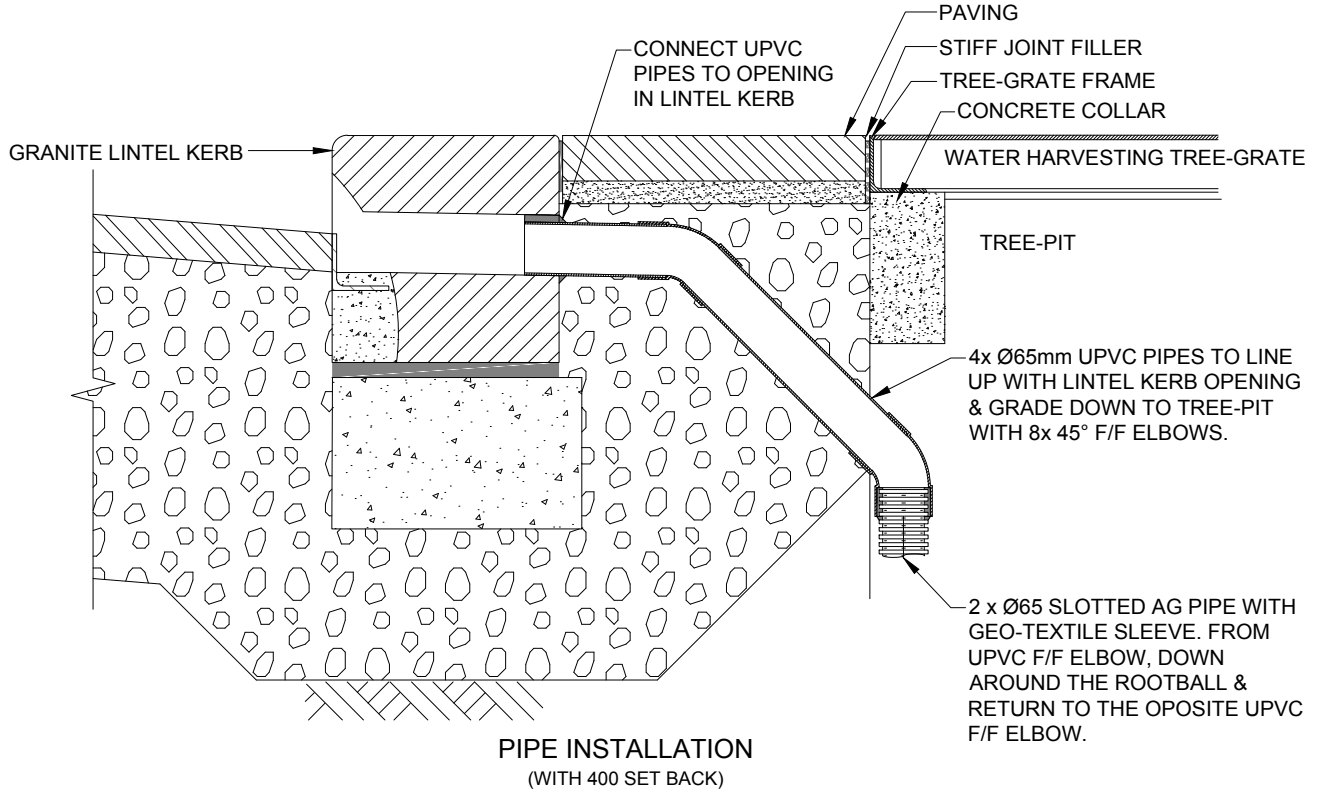 PAVING
CONNECT UPVC
PIPES TO OPENING
IN LINTEL KERB
STIFF JOINT FILLER
TREE-GRATE FRAME
CONCRETE COLLAR
GRANITE LINTEL KERB
WATER HARVESTING TREE-GRATE
TREE-PIT
4x Ø65mm UPVC PIPES TO LINE
UP WITH LINTEL KERB OPENING
& GRADE DOWN TO TREE-PIT
WITH 8x 45° F/F ELBOWS.
2 x Ø65 SLOTTED AG PIPE WITH
GEO-TEXTILE SLEEVE. FROM
UPVC F/F ELBOW, DOWN
AROUND THE ROOTBALL &
RETURN TO THE OPOSITE UPVC
F/F ELBOW.
PIPE INSTALLATION
(WITH 400 SET BACK)